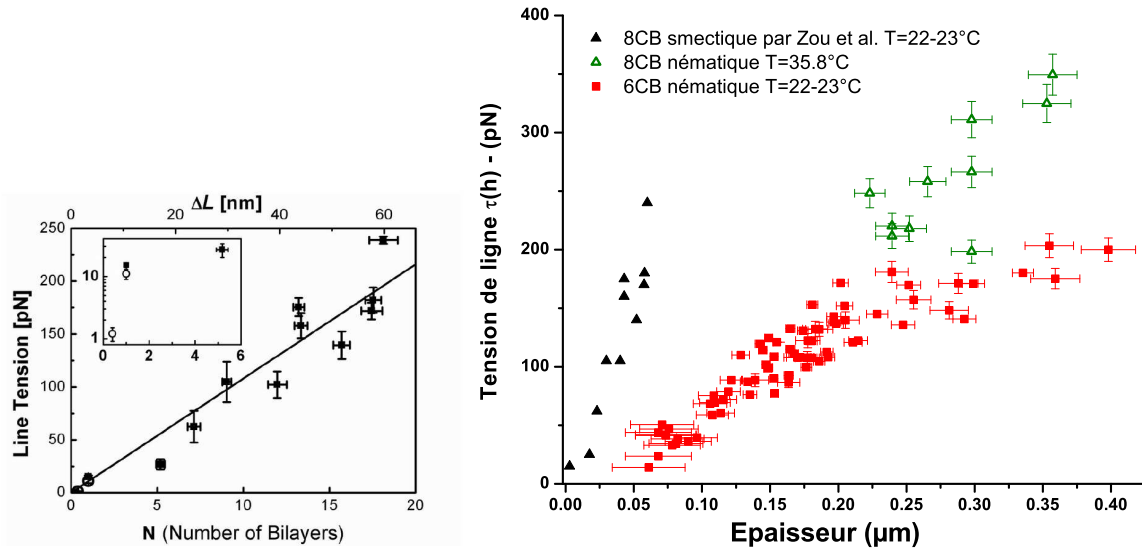 ΔL [nm]
0 20 40 60
250
200
150
100
50
0
Line Tension [pN]
10
1
0 2 4 6
0 5 10 15 20
N (Number of Bilayers)
400
300
200
100
0
Tension de ligne τ(h) - (pN)
8CB smectique par Zou et al. T=22-23°C
8CB nématique T=35.8°C
6CB nématique T=22-23°C
0.00 0.05 0.10 0.15 0.20 0.25 0.30 0.35 0.40
Epaisseur (µm)